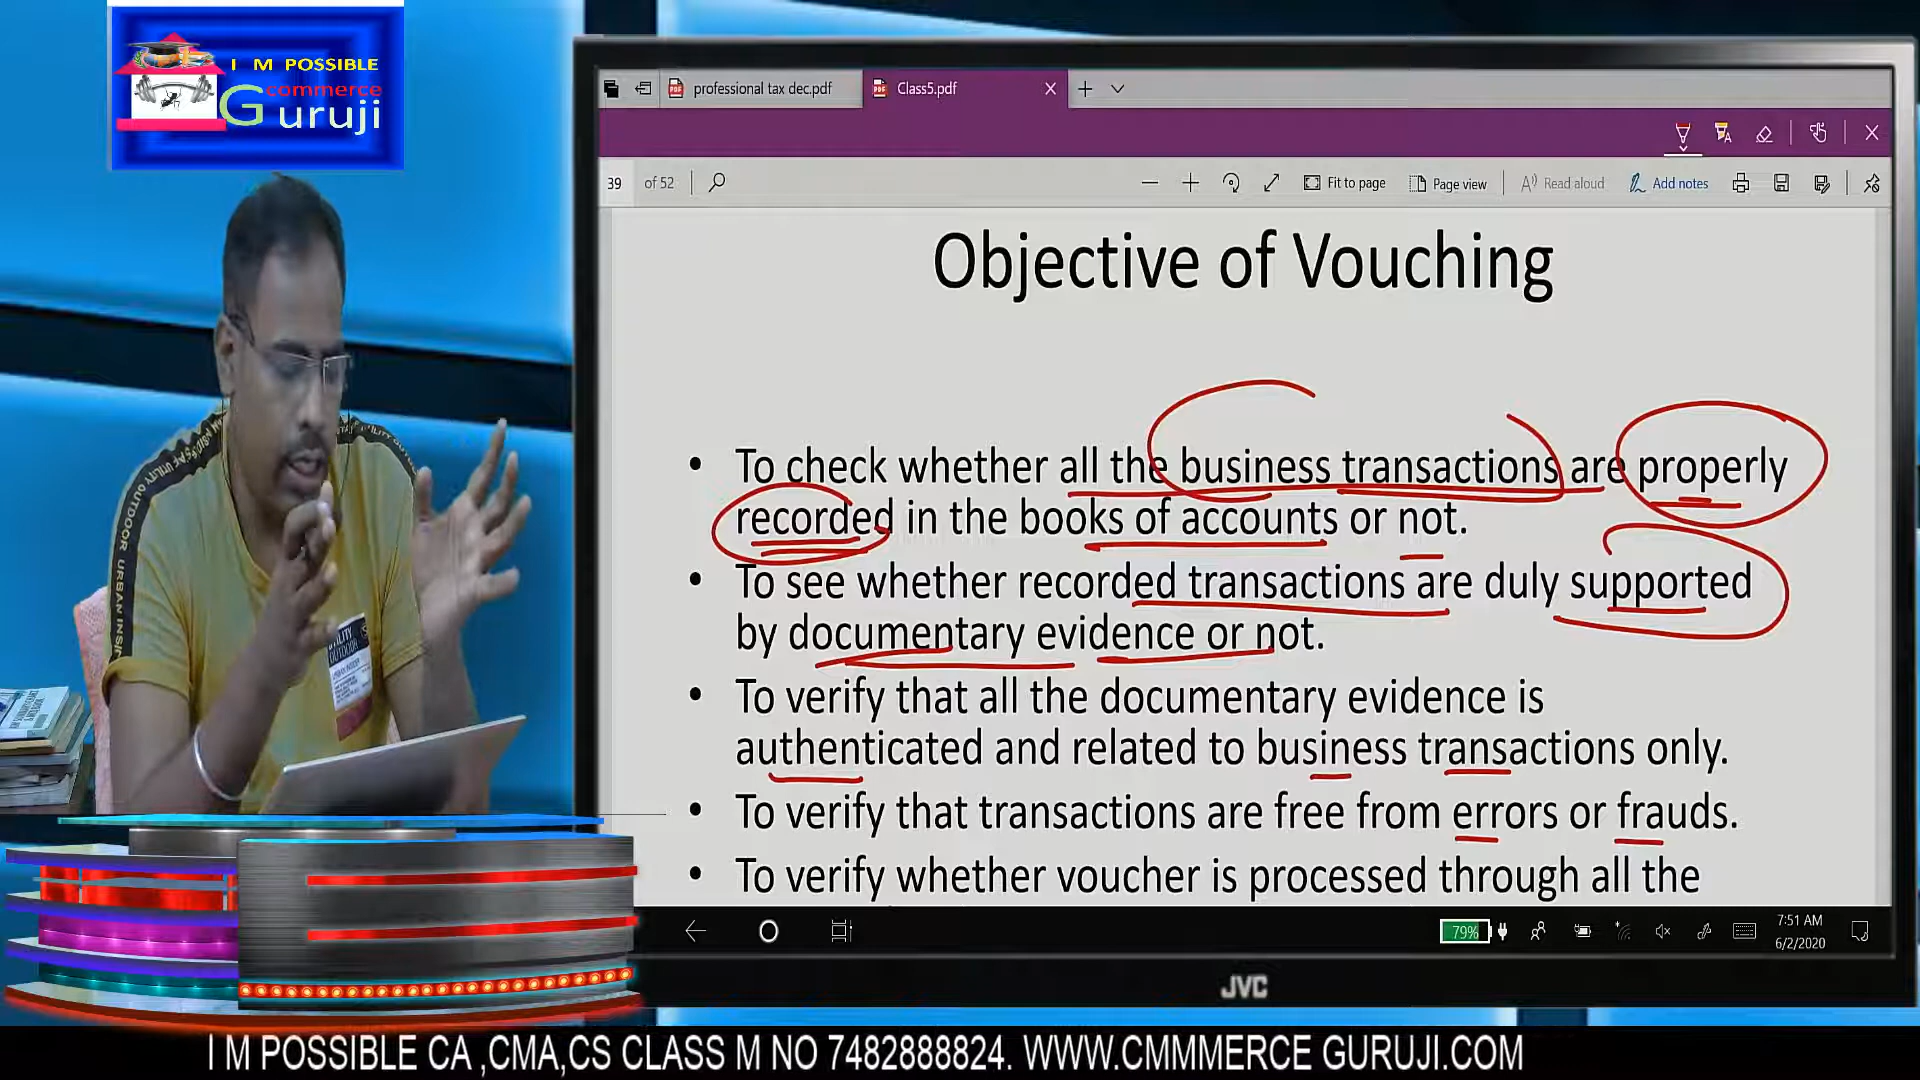 I M POSSIBLE
commerce
Guruji
professional tax dec.pdf
Class5.pdf
39 of 52
Fit to page
Page view
Read aloud
Add notes
Objective of Vouching
• To check whether all the business transactions are properly
recorded in the books of accounts or not.
• To see whether recorded transactions are duly supported
by documentary evidence or not.
• To verify that all the documentary evidence is
authenticated and related to business transactions only.
• To verify that transactions are free from errors or frauds.
• To verify whether voucher is processed through all the
79%
7:51 AM
6/2/2020
JVC
OUTDOOR URBAN
OUTDOOR
I M POSSIBLE CA ,CMA,CS CLASS M NO 7482888824. WWW.CMMMERCE GURUJI.COM